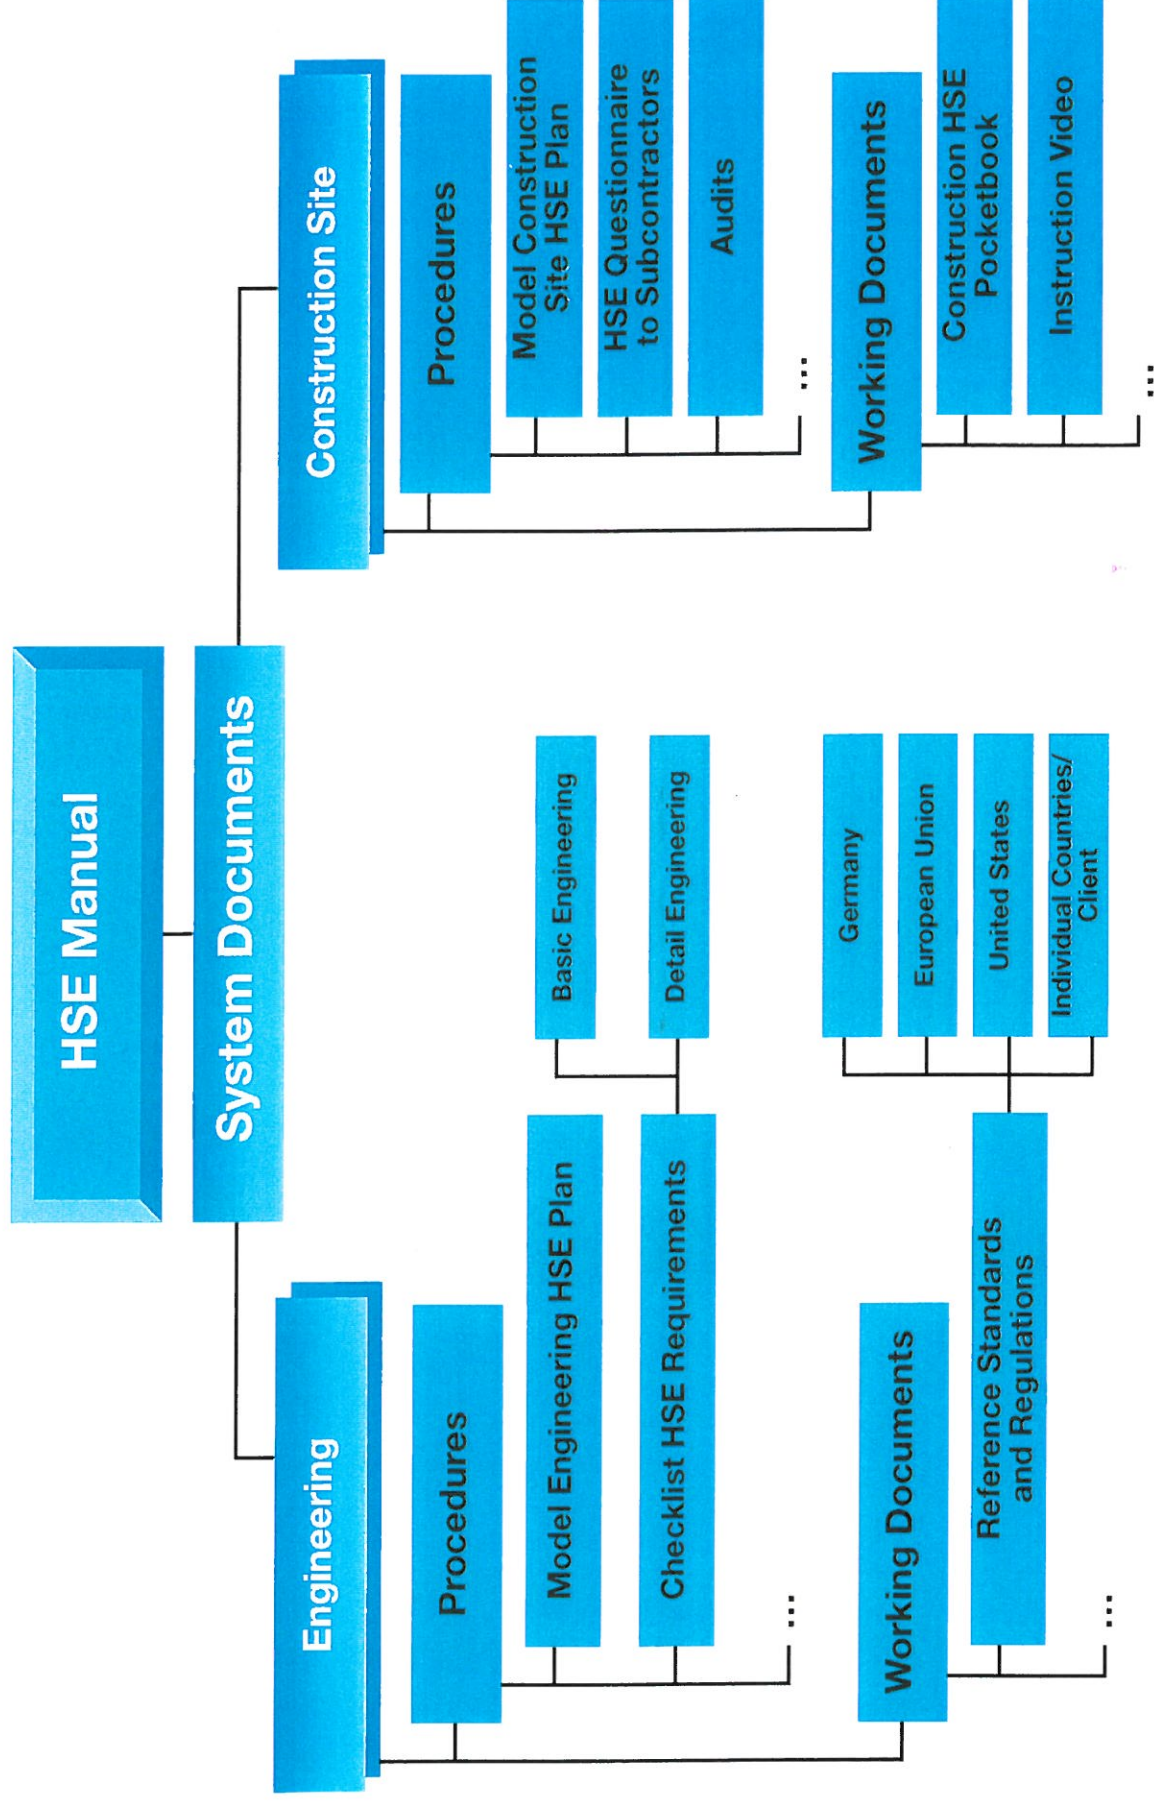 HSE Manual
System Documents
Engineering
Procedures
Model Engineering HSE Plan
Checklist HSE Requirements
...
Basic Engineering
Detail Engineering
Working Documents
Reference Standards
and Regulations
...
Germany
European Union
United States
Individual Countries/
Client
Construction Site
Procedures
Model Construction
Site HSE Plan
HSE Questionnaire
to Subcontractors
Audits
...
Working Documents
Construction HSE
Pocketbook
Instruction Video
...